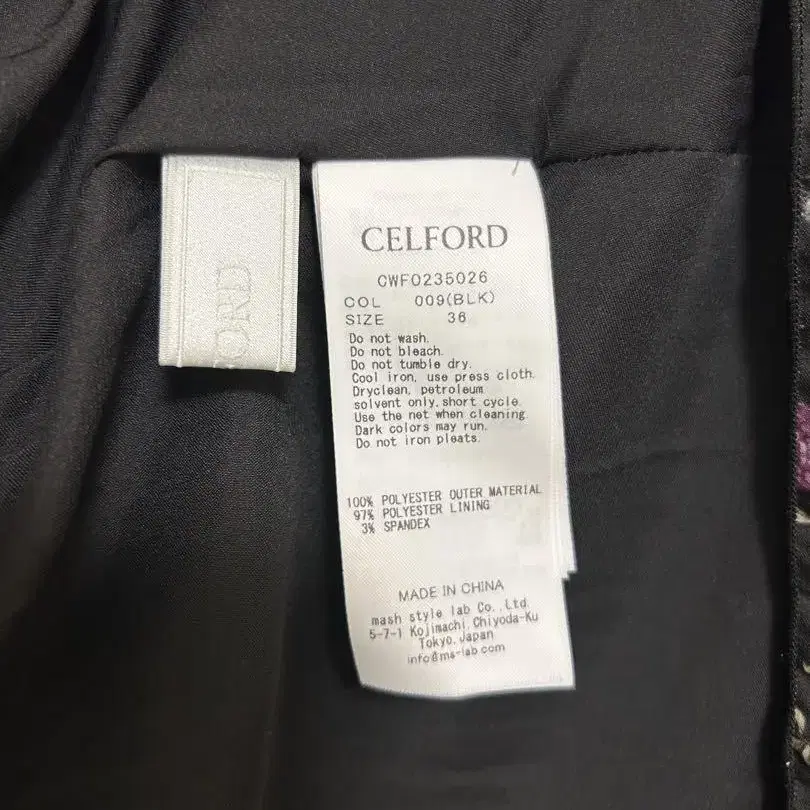 ORD
CELFORD
CWF0235026
COL 009(BLK)
SIZE 36
Do not wash.
Do not bleach.
Do not tumble dry.
Cool iron, use press cloth.
Dryclean, petroleum
solvent only, short cycle.
Use the net when cleaning.
Dark colors may run.
Do not iron pleats.
100% POLYESTER OUTER MATERIAL
97% POLYESTER LINING
3% SPANDEX
MADE IN CHINA
mash style lab Co., Ltd.
5-7-1 Kojimachi, Chiyoda-Ku
Tokyo, Japan
info@ms-lab.com